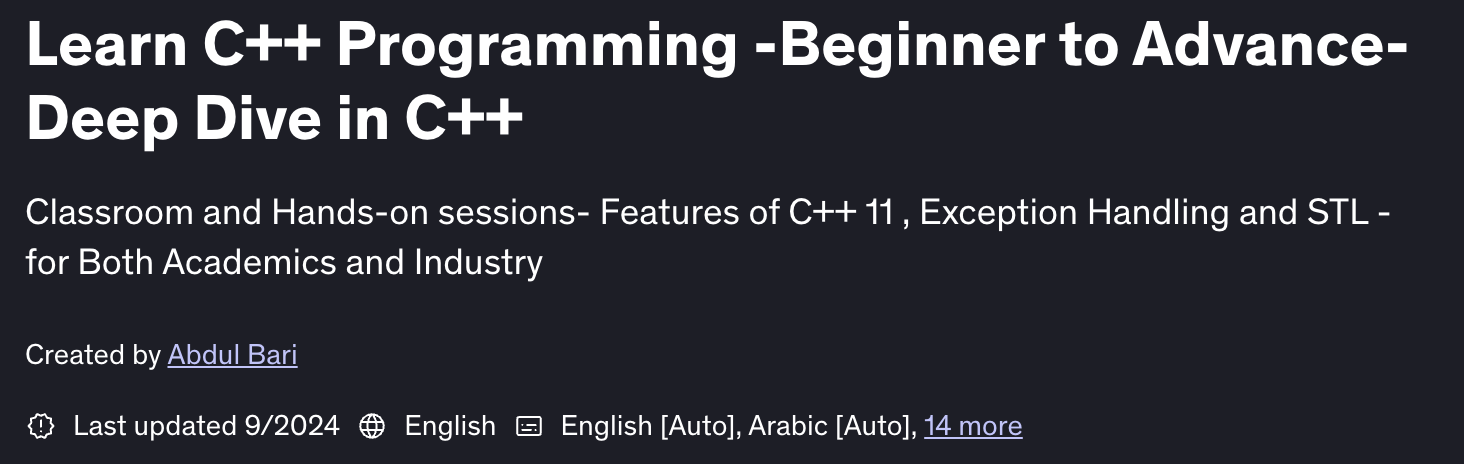 Learn C++ Programming -Beginner to Advance-
Deep Dive in C++
Classroom and Hands-on sessions- Features of C++ 11 , Exception Handling and STL -
for Both Academics and Industry
Created by Abdul Bari
Last updated 9/2024 English English [Auto], Arabic [Auto], 14 more